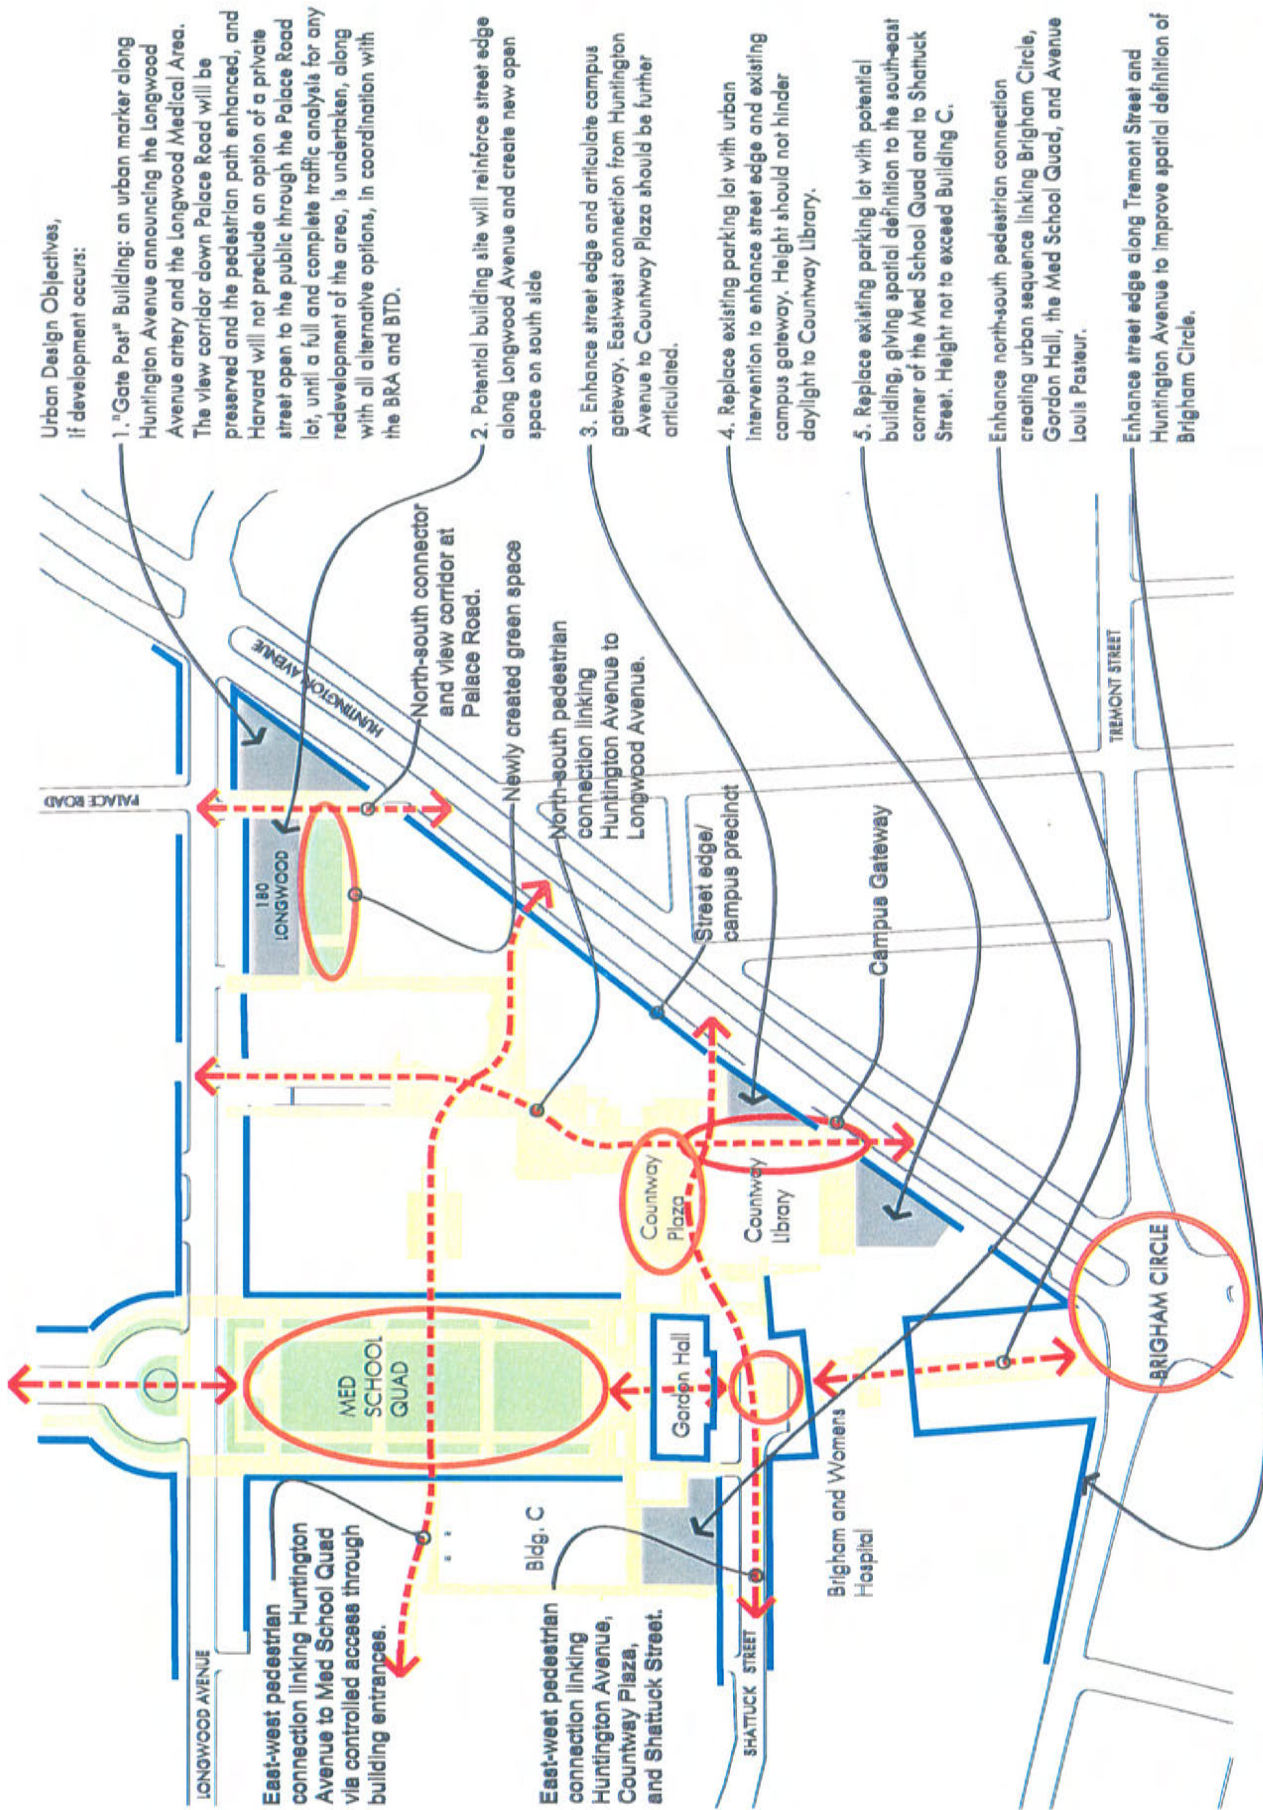 Urban Design Objectives,
if development occurs:
1. "Gate Post" Building: an urban marker along
Huntington Avenue announcing the Longwood
Avenue artery and the Longwood Medical Area.
The view corridor down Palace Road will be
preserved and the pedestrian path enhanced, and
Harvard will not preclude an option of a private
street open to the public through the Palace Road
lot, until a full and complete traffic analysis for any
redevelopment of the area, is undertaken, along
with all alternative options, in coordination with
the BRA and BTD.
2. Potential building site will reinforce street edge
along Longwood Avenue and create new open
space on south side
3. Enhance street edge and articulate campus
gateway. East-west connection from Huntington
Avenue to Countway Plaza should be further
articulated.
4. Replace existing parking lot with urban
intervention to enhance street edge and existing
campus gateway. Height should not hinder
daylight to Countway Library.
5. Replace existing parking lot with potential
building, giving spatial definition to the south-east
corner of the Med School Quad and to Shattuck
Street. Height not to exceed Building C.
Enhance north-south pedestrian connection
creating urban sequence linking Brigham Circle,
Gordon Hall, the Med School Quad, and Avenue
Louis Pasteur.
Enhance street edge along Tremont Street and
Huntington Avenue to improve spatial definition of
Brigham Circle.
PALACE ROAD
HUNTINGTON AVENUE
HUNTINGTON AVENUE
180
LONGWOOD
North-south connector
and view corridor at
Palace Road.
Newly created green space
North-south pedestrian
connection linking
Huntington Avenue to
Longwood Avenue.
Street edge/
campus precinct
Campus Gateway
TREMONT STREET
Countway
Plaza
Countway
Library
MED
SCHOOL
QUAD
Gordon Hall
BRIGHAM CIRCLE
Brigham and Womens
Hospital
Bldg. C
LONGWOOD AVENUE
East-west pedestrian
connection linking Huntington
Avenue to Med School Quad
via controlled access through
building entrances.
East-west pedestrian
connection linking
Huntington Avenue,
Countway Plaza,
and Shattuck Street.
SHATTUCK STREET